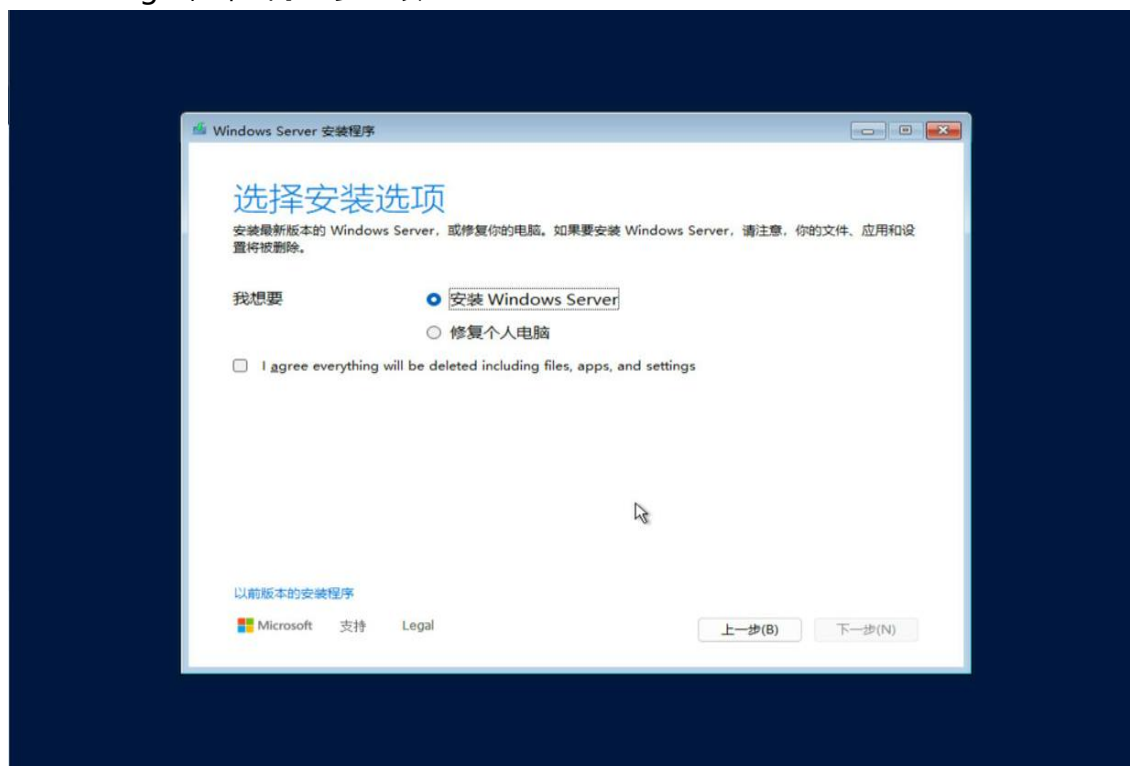 Windows Server 安装程序
选择安装选项
安装最新版本的 Windows Server，或修复你的电脑。如果要安装 Windows Server，请注意，你的文件、应用和设
置将被删除。
我想要
安装 Windows Server
修复个人电脑
I agree everything will be deleted including files, apps, and settings
以前版本的安装程序
Microsoft 支持 Legal
上一步(B) 下一步(N)